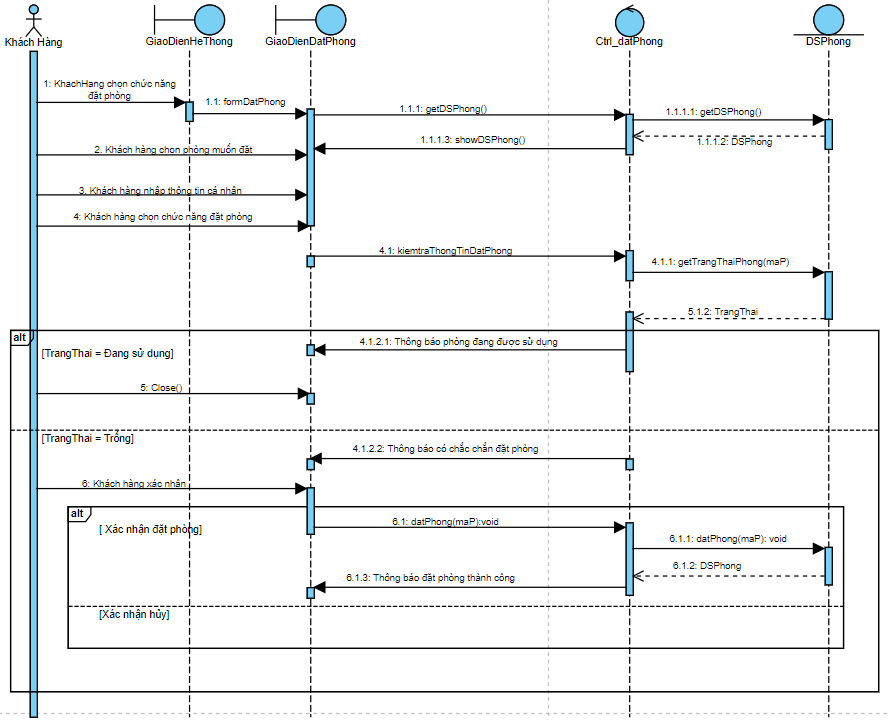 Khách Hàng
GiaoDienHeThong
GiaoDienDatPhong
Ctrl_datPhong
DSPhong
1: KhachHang chọn chức năng
đặt phòng
1.1: formDatPhong
1.1.1: getDSPhong()
1.1.1.1: getDSPhong()
1.1.1.2: DSPhong
1.1.1.3: showDSPhong()
2. Khách hàng chọn phòng muốn đặt
3. Khách hàng nhập thông tin cá nhân
4: Khách hàng chọn chức năng đặt phòng
4.1: kiemtraThongTinDatPhong
4.1.1: getTrangThaiPhong(maP)
5.1.2: TrangThai
alt
[TrangThai = Đang sử dụng]
4.1.2.1: Thông báo phòng đang được sử dụng
5: Close()
[TrangThai = Trống]
4.1.2.2: Thông báo có chắc chắn đặt phòng
6: Khách hàng xác nhận
alt
[ Xác nhận đặt phòng]
6.1: datPhong(maP):void
6.1.1: datPhong(maP): void
6.1.2: DSPhong
6.1.3: Thông báo đặt phòng thành công
[Xác nhận hủy]